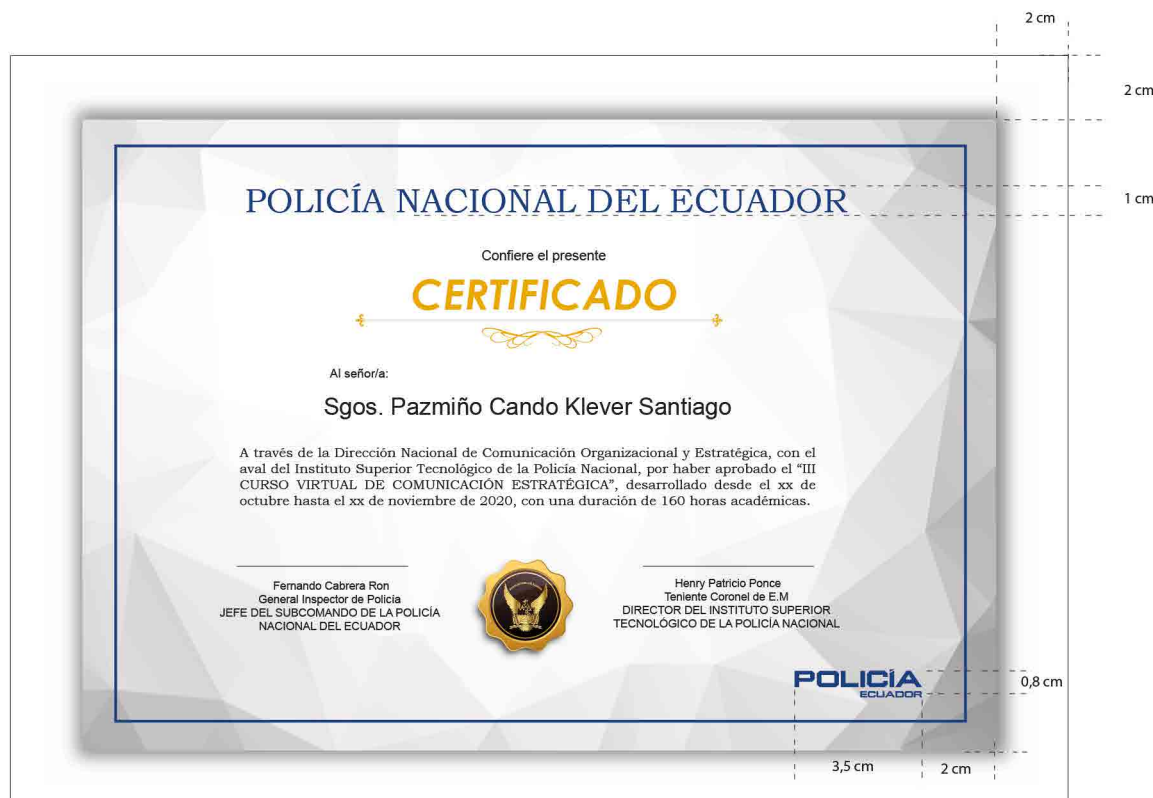 2 cm
2 cm
POLICÍA NACIONAL DEL ECUADOR
1 cm
Confiere el presente
CERTIFICADO
Al señor/a:
Sgos. Pazmiño Cando Klever Santiago
A través de la Dirección Nacional de Comunicación Organizacional y Estratégica, con el
aval del Instituto Superior Tecnológico de la Policía Nacional, por haber aprobado el “III
CURSO VIRTUAL DE COMUNICACIÓN ESTRATÉGICA”, desarrollado desde el xx de
octubre hasta el xx de noviembre de 2020, con una duración de 160 horas académicas.
Fernando Cabrera Ron
General Inspector de Policía
JEFE DEL SUBCOMANDO DE LA POLICÍA
NACIONAL DEL ECUADOR
Henry Patricio Ponce
Teniente Coronel de E.M
DIRECTOR DEL INSTITUTO SUPERIOR
TECNOLÓGICO DE LA POLICÍA NACIONAL
POLICÍA
ECUADOR
0,8 cm
3,5 cm
2 cm